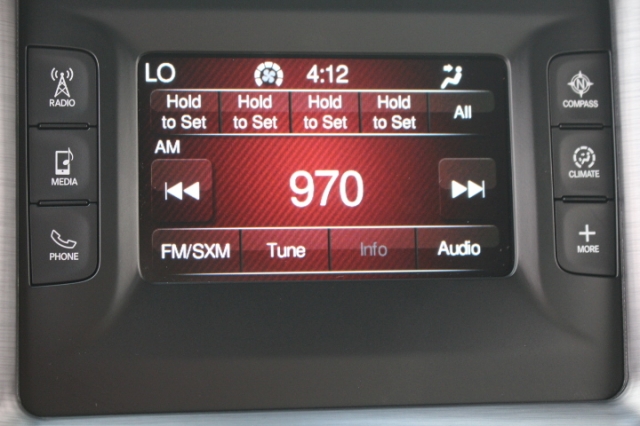 LO 4:12
Hold to Set Hold to Set Hold to Set Hold to Set All
AM
970
FM/SXM Tune Info Audio
RADIO
MEDIA
PHONE
N
COMPASS
CLIMATE
+
MORE